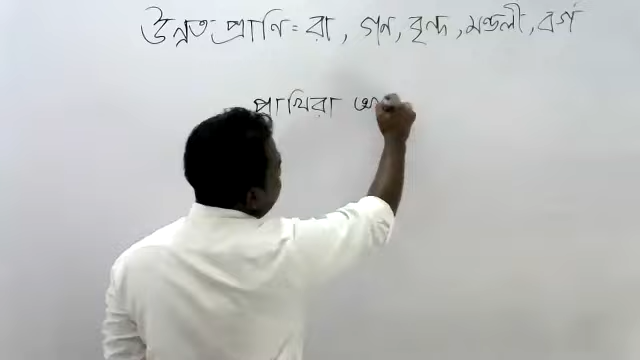 উন্নত প্রাণি = রা, গন, বৃন্দ, মন্ডলী, বর্গ
পাখিরা